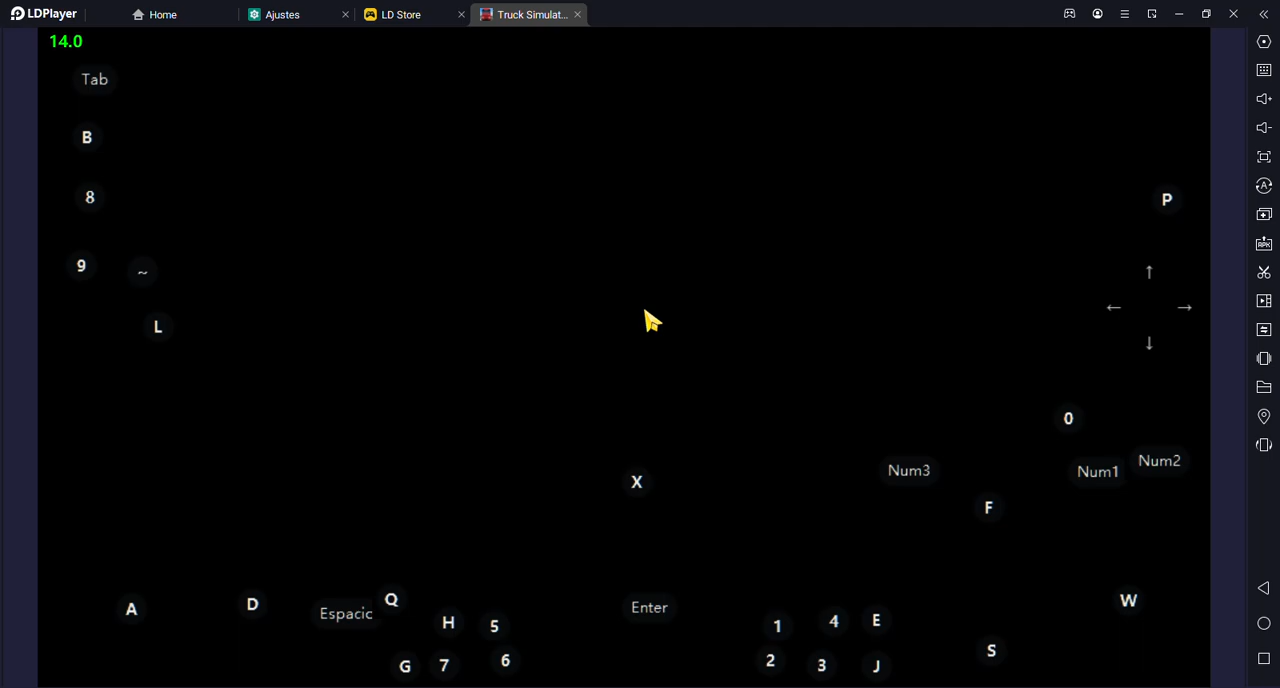 LDPlayer
Home
Ajustes
LD Store
Truck Simulat...
14.0
Tab
B
8
P
9
~
↑
←
→
L
↓
0
Num3
Num1
Num2
X
F
A
D
Espacic
Q
H
5
Enter
1
4
E
W
G
7
6
2
3
J
S